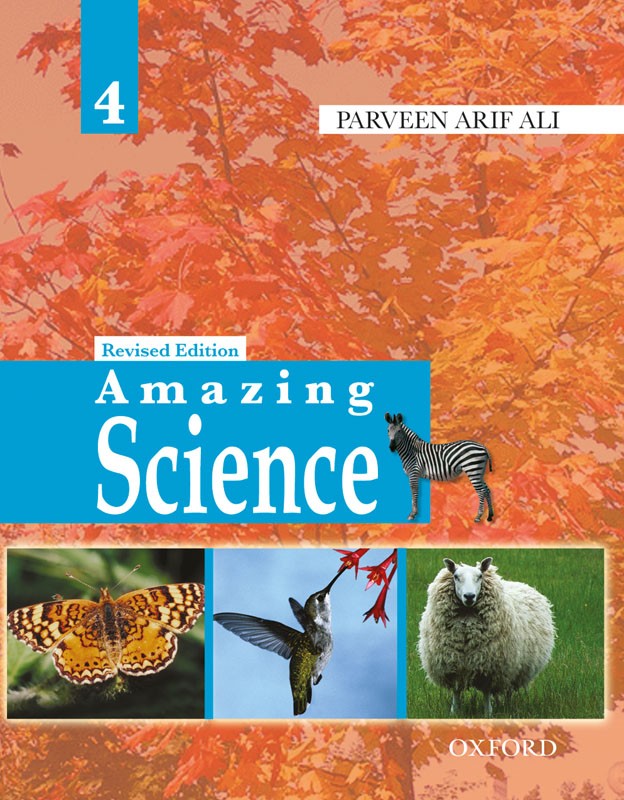 4
PARVEEN ARIF ALI
Revised Edition
Amazing
Science
OXFORD